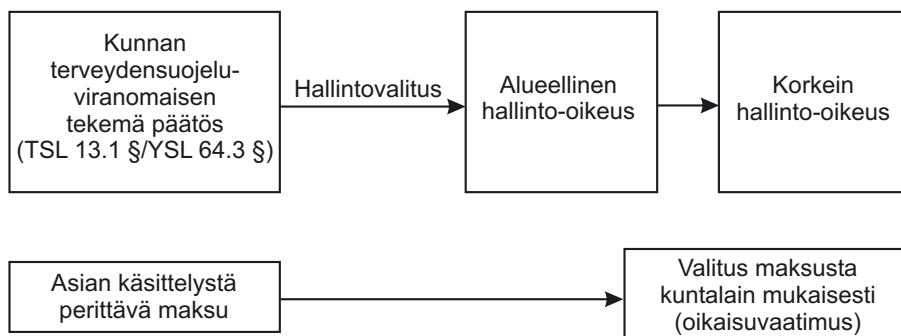 Kunnan
terveydensuojelu-
viranomaisen
tekemä päätös
(TSL 13.1 §/YSL 64.3 §)
Hallintovalitus
Alueellinen
hallinto-oikeus
Korkein
hallinto-oikeus
Asian käsittelystä
perittävä maksu
Valitus maksusta
kuntalain mukaisesti
(oikaisuvaatimus)